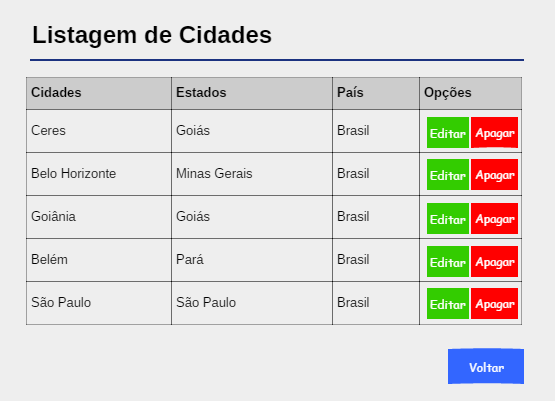 Listagem de Cidades
Cidades Estados País Opções
Ceres Goiás Brasil Editar Apagar
Belo Horizonte Minas Gerais Brasil Editar Apagar
Goiânia Goiás Brasil Editar Apagar
Belém Pará Brasil Editar Apagar
São Paulo São Paulo Brasil Editar Apagar
Voltar